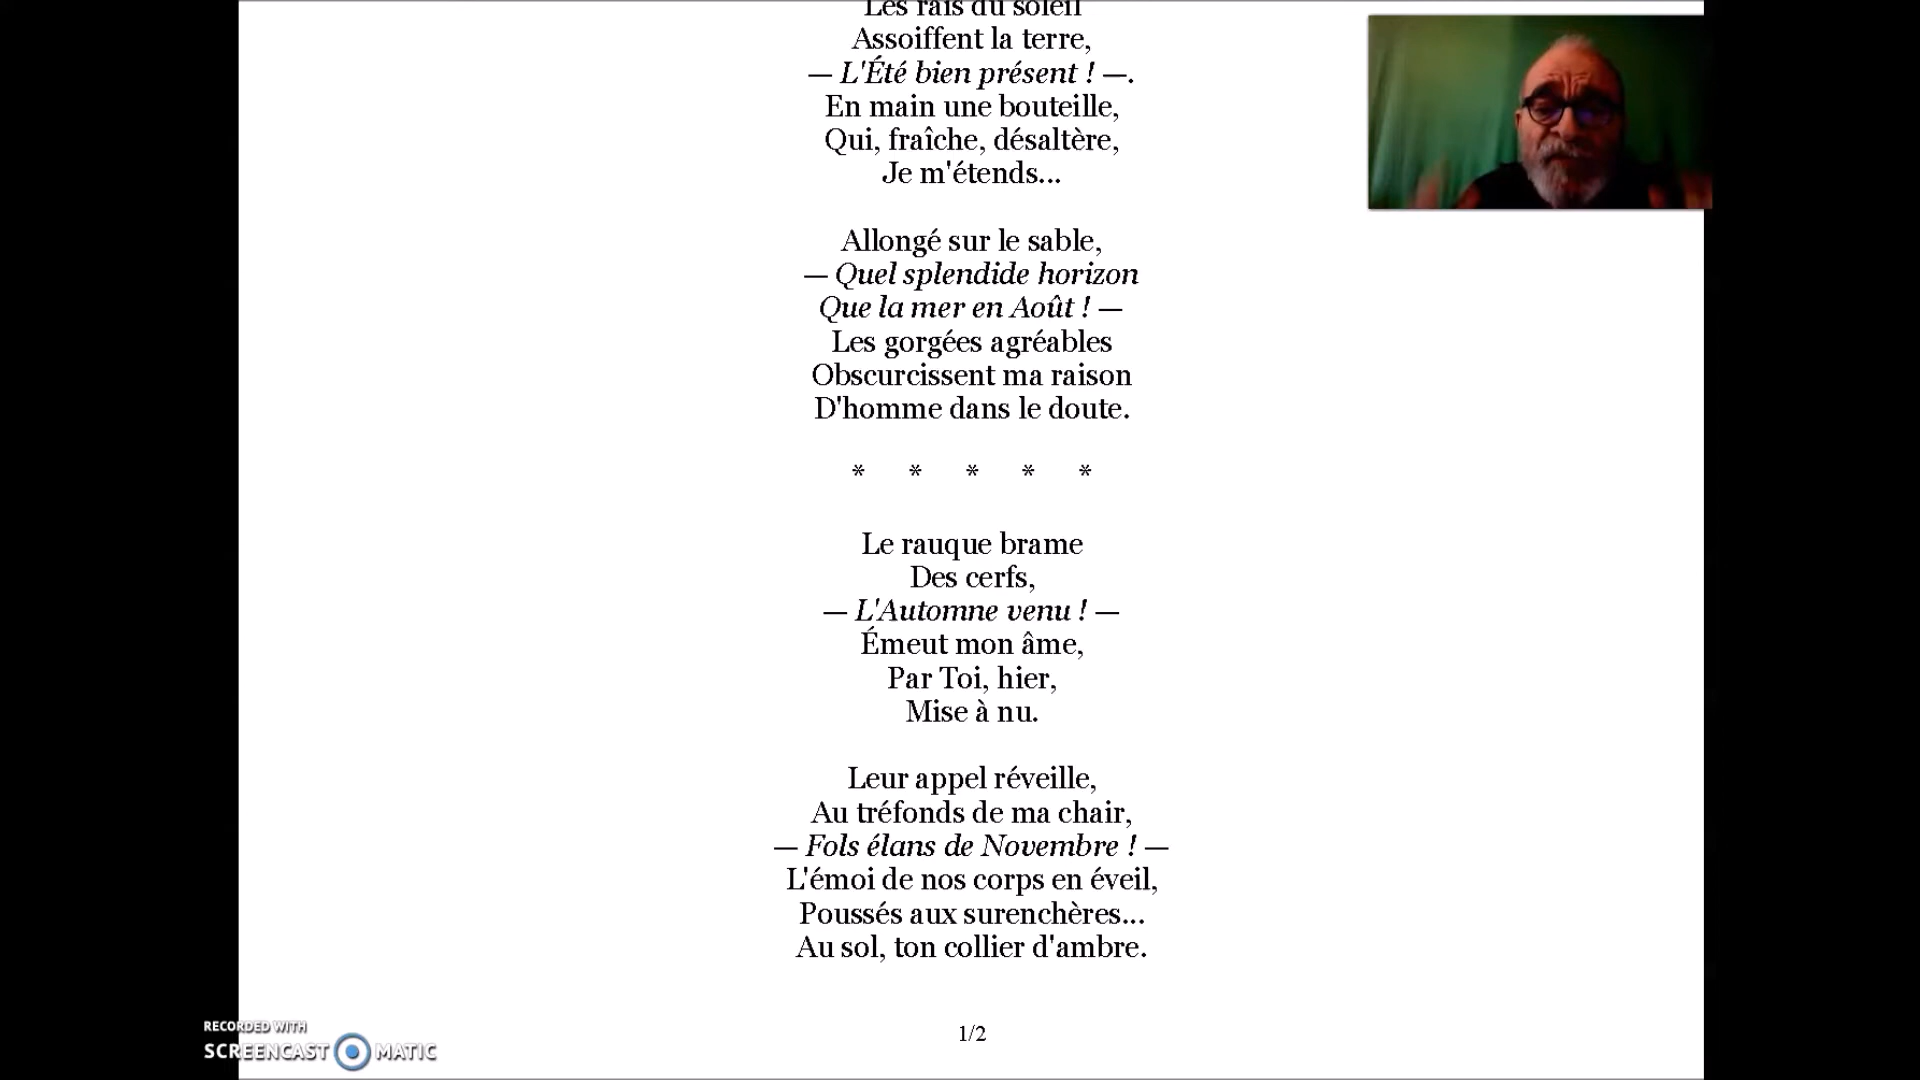 Les rais du soleil
Assoiffent la terre,
— L'Été bien présent ! —.
En main une bouteille,
Qui, fraîche, désaltère,
Je m'étends...
Allongé sur le sable,
— Quel splendide horizon
Que la mer en Août ! —
Les gorgées agréables
Obscurcissent ma raison
D'homme dans le doute.
* * * * *
Le rauque brame
Des cerfs,
— L'Automne venu ! —
Émeut mon âme,
Par Toi, hier,
Mise à nu.
Leur appel réveille,
Au tréfonds de ma chair,
— Fols élans de Novembre ! —
L'émoi de nos corps en éveil,
Poussés aux surenchères...
Au sol, ton collier d'ambre.
1/2
RECORDED WITH
SCREENCAST MATIC